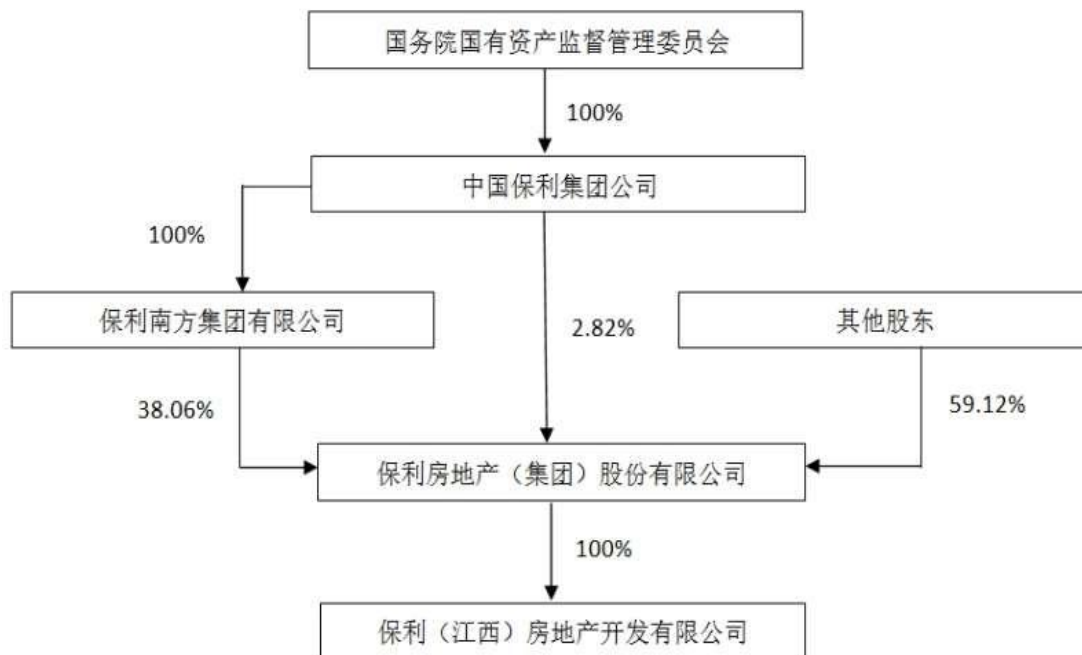 国务院国有资产监督管理委员会
100%
中国保利集团公司
100%
保利南方集团有限公司
2.82%
其他股东
38.06%
59.12%
保利房地产（集团）股份有限公司
100%
保利（江西）房地产开发有限公司